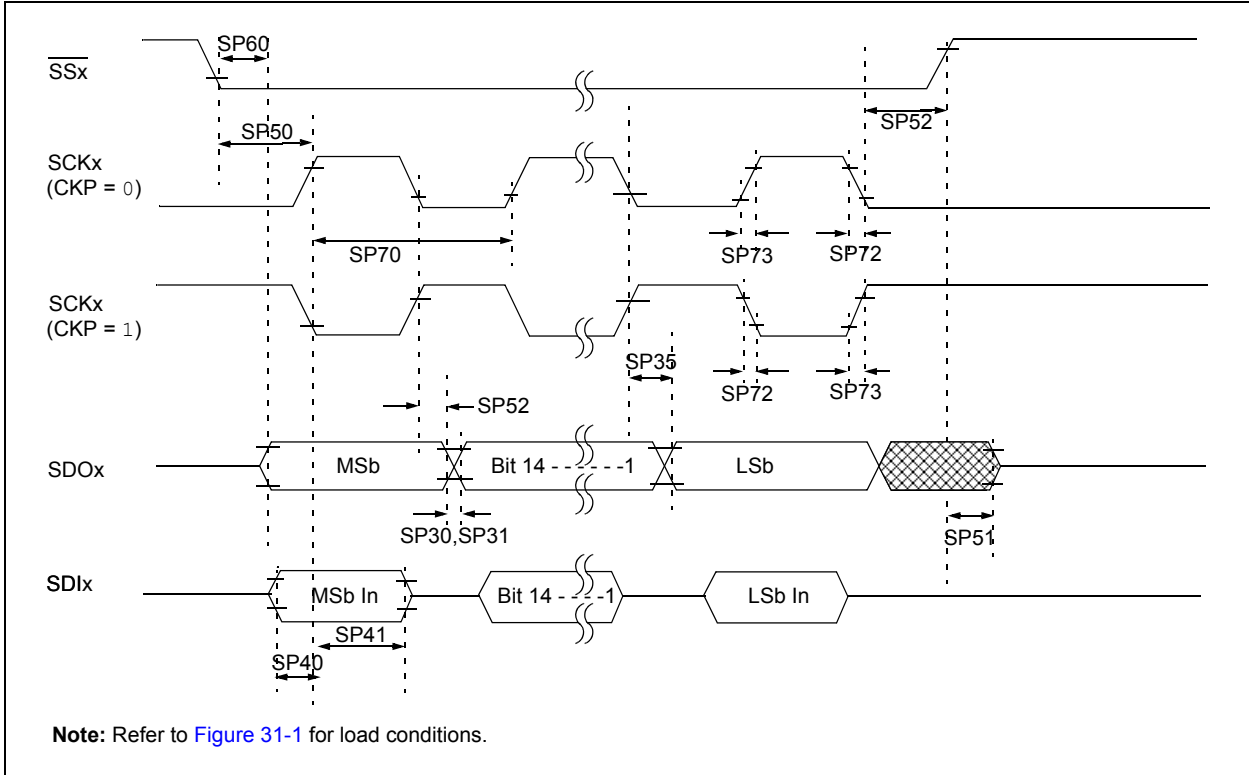 SP60
SSx
SP50
SP52
SCKx
(CKP = 0)
SP70
SP73
SP72
SCKx
(CKP = 1)
SP35
SP72
SP73
SP52
SDOx
MSb
Bit 14 - - - - - -1
LSb
SP30,SP31
SP51
SDIx
MSb In
Bit 14 - - - - -1
LSb In
SP41
SP40
Note: Refer to Figure 31-1 for load conditions.